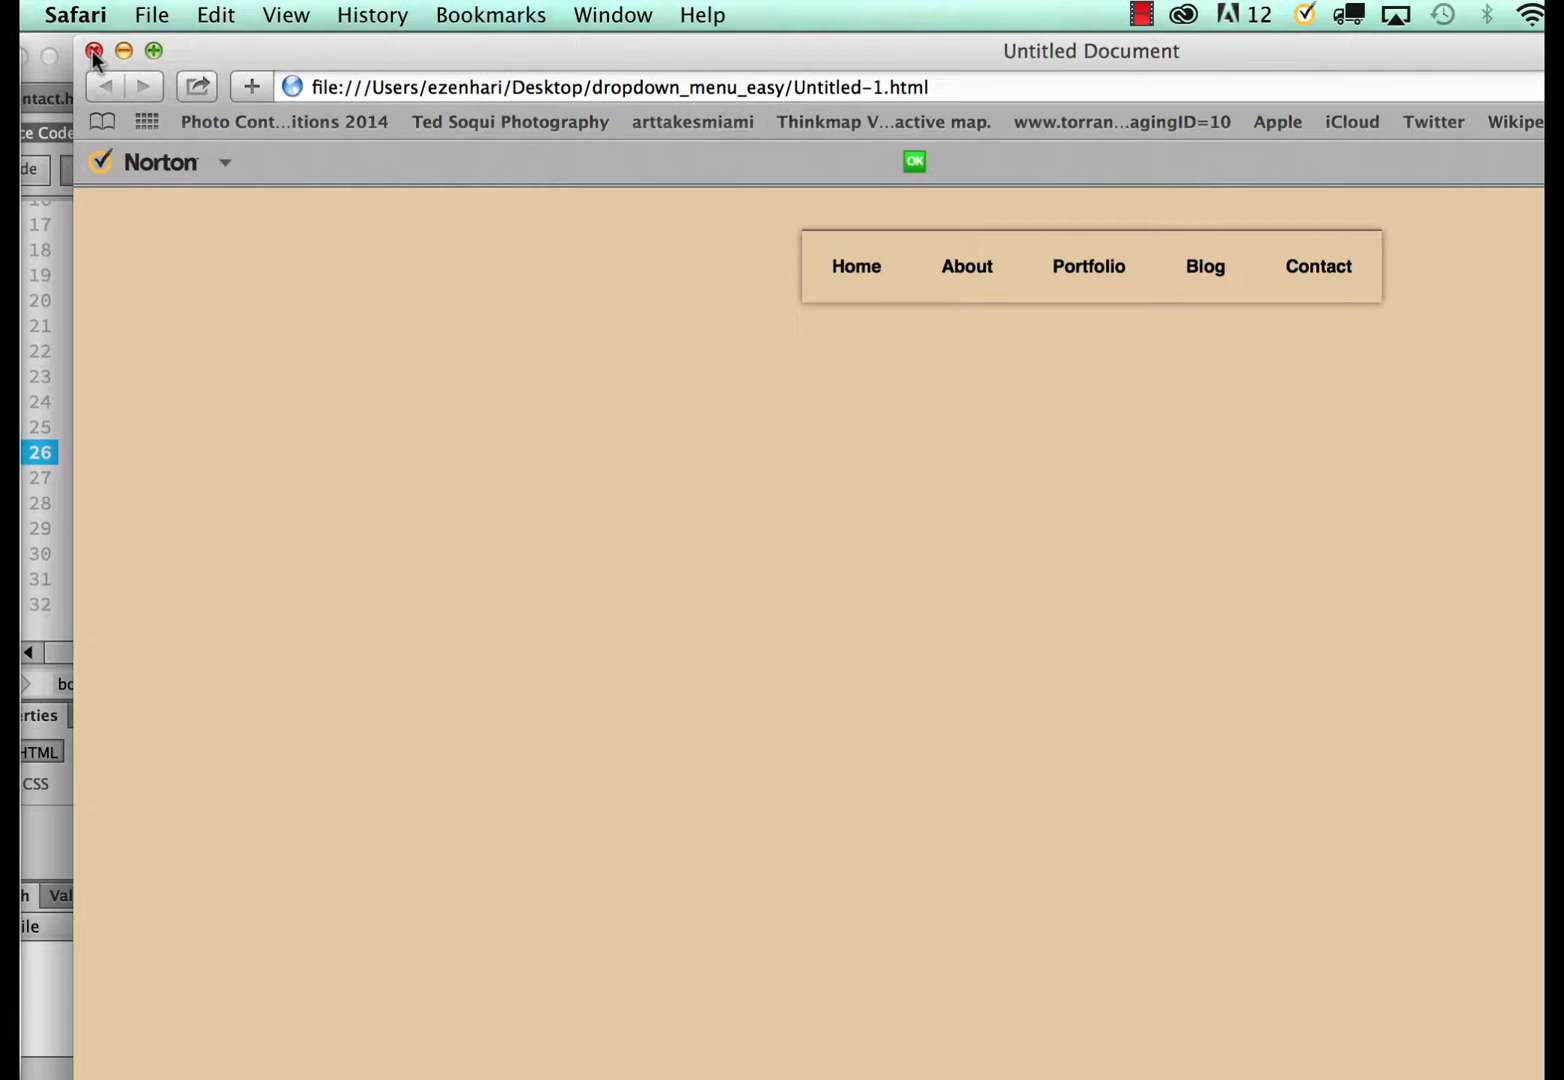 Safari File Edit View History Bookmarks Window Help 12
Untitled Document
ntact.h
file:///Users/ezenhari/Desktop/dropdown_menu_easy/Untitled-1.html
ce Code
Photo Cont...itions 2014 Ted Soqui Photography arttakesmiami Thinkmap V...active map. www.torran...agingID=10 Apple iCloud Twitter Wikipe
de
Norton OK
17
18
19
20
21
22
23
24
25
26
27
28
29
30
31
32
Home About Portfolio Blog Contact
bo
erties
HTML
CSS
h Val
ile